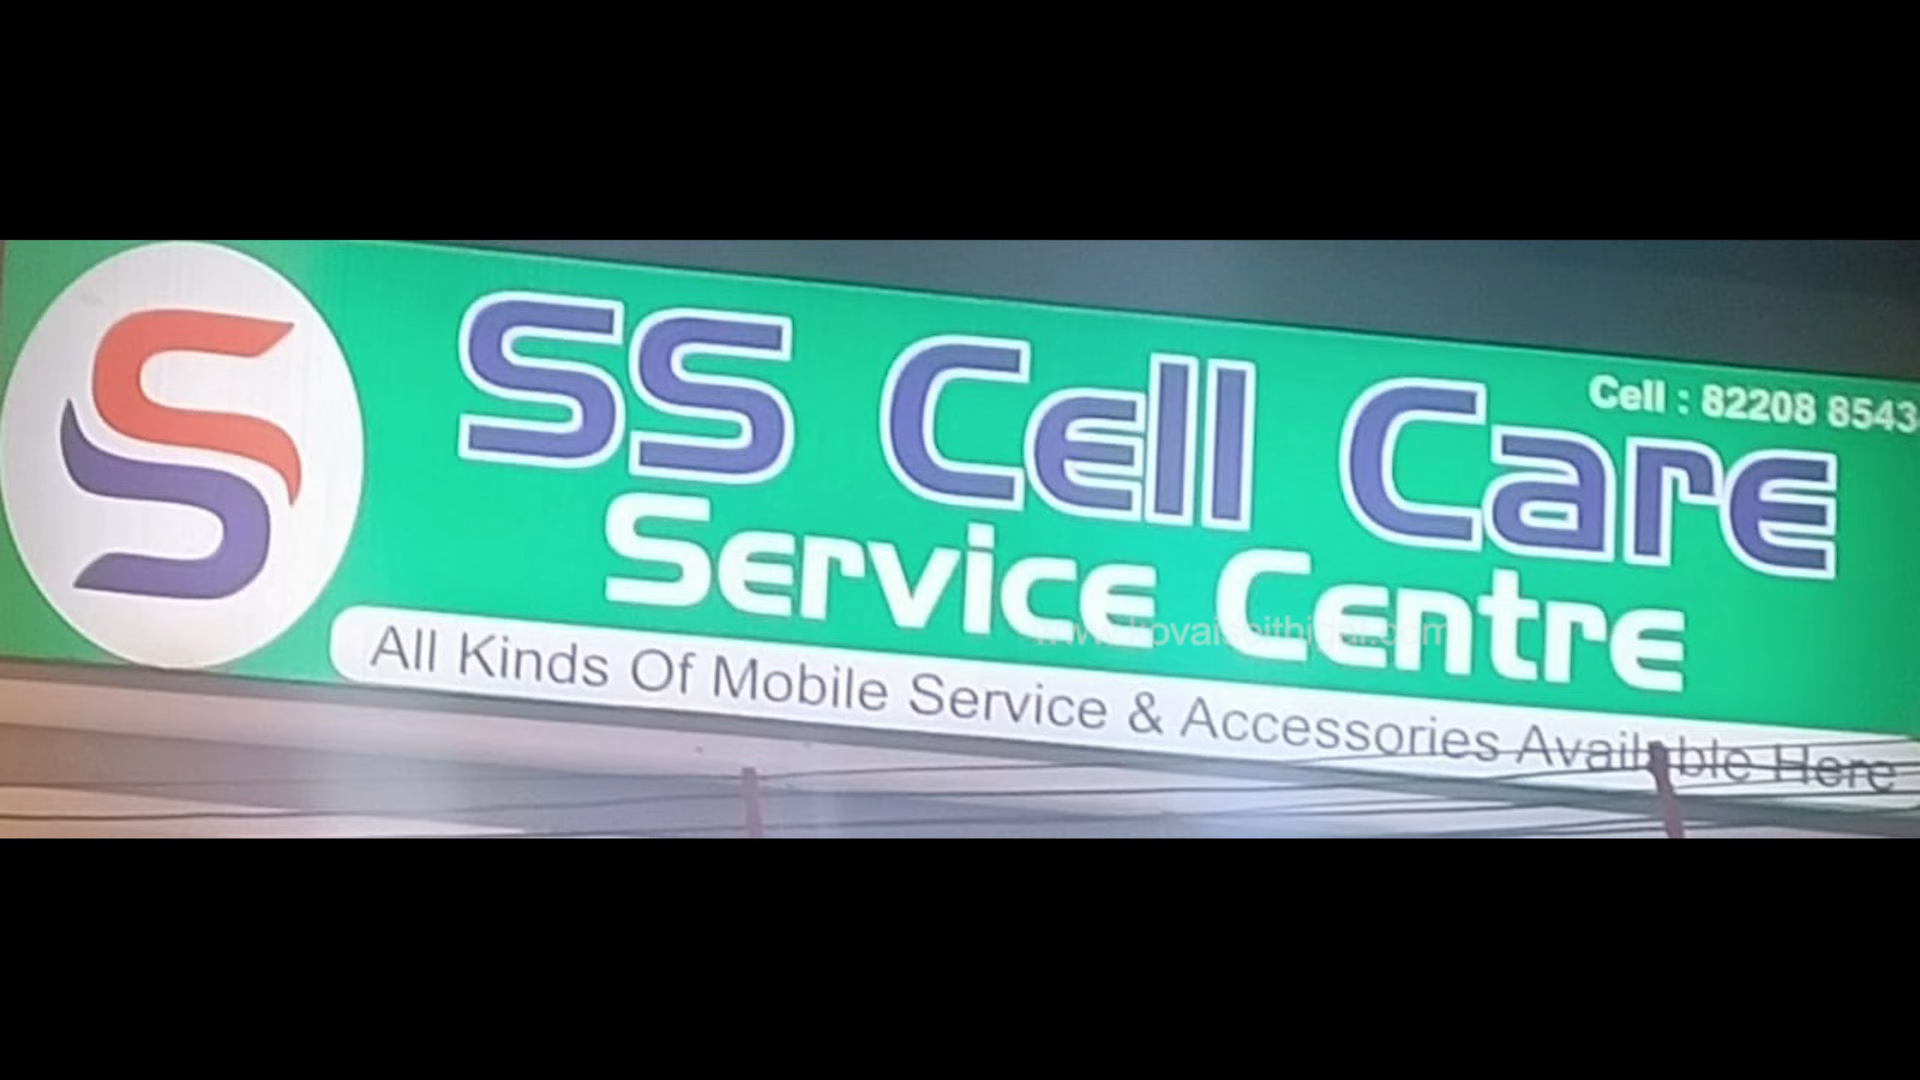 SS Cell Care
Cell : 82208 8543
Service Centre
All Kinds Of Mobile Service & Accessories Available Here